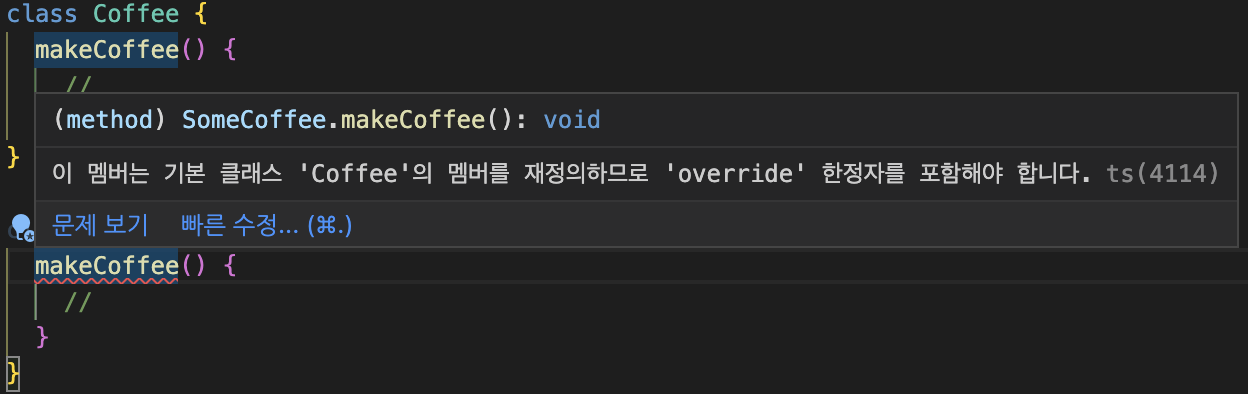 class Coffee {
makeCoffee() {
//
(method) SomeCoffee.makeCoffee(): void
}
이 멤버는 기본 클래스 'Coffee'의 멤버를 재정의하므로 'override' 한정자를 포함해야 합니다. ts(4114)
문제 보기 빠른 수정... (⌘.)
makeCoffee() {
//
}
}